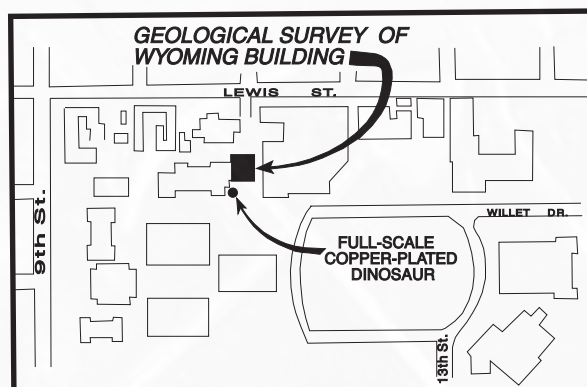 GEOLOGICAL SURVEY OF
WYOMING BUILDING
LEWIS ST.
9th St.
WILLET DR.
FULL-SCALE
COPPER-PLATED
DINOSAUR
13th St.